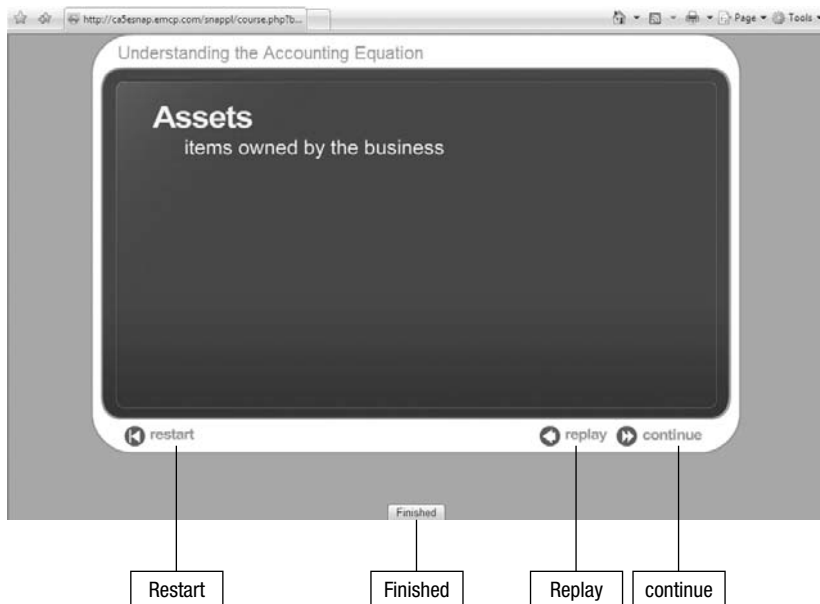 http://ca5esnap.emcp.com/snappl/course.php?b...
Page
Tools
Understanding the Accounting Equation
Assets
items owned by the business
restart
replay
continue
Finished
Restart
Finished
Replay
continue